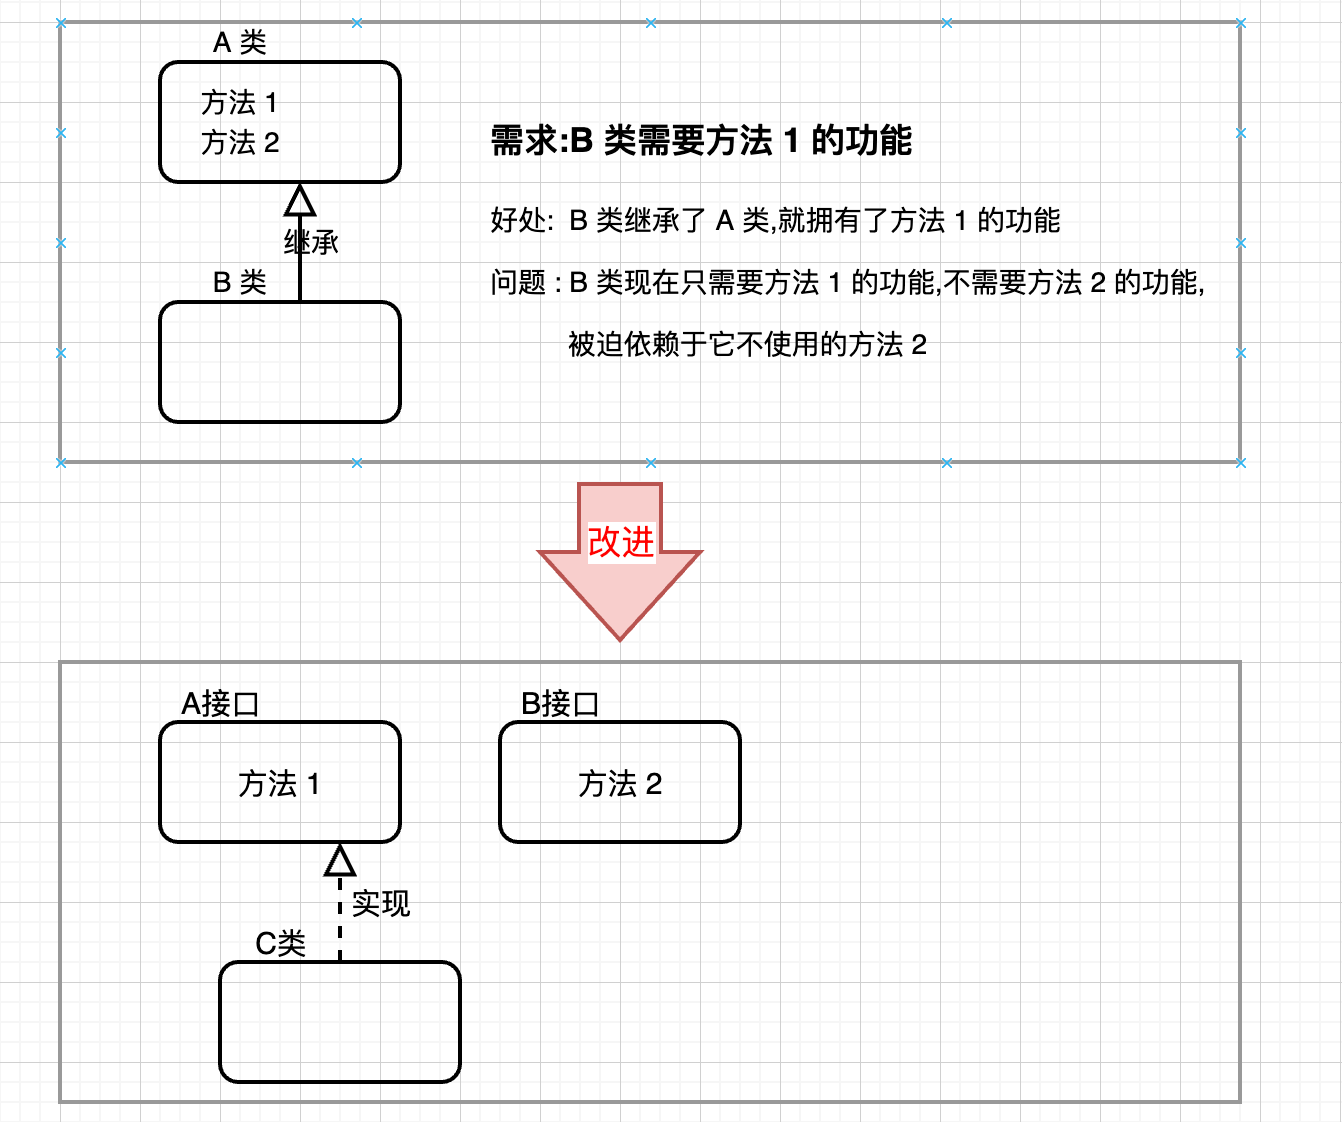 A 类
方法 1
方法 2
继承
B 类
需求:B 类需要方法 1 的功能
好处: B 类继承了 A 类,就拥有了方法 1 的功能
问题 : B 类现在只需要方法 1 的功能,不需要方法 2 的功能,
被迫依赖于它不使用的方法 2
改进
A接口
方法 1
B接口
方法 2
实现
C类